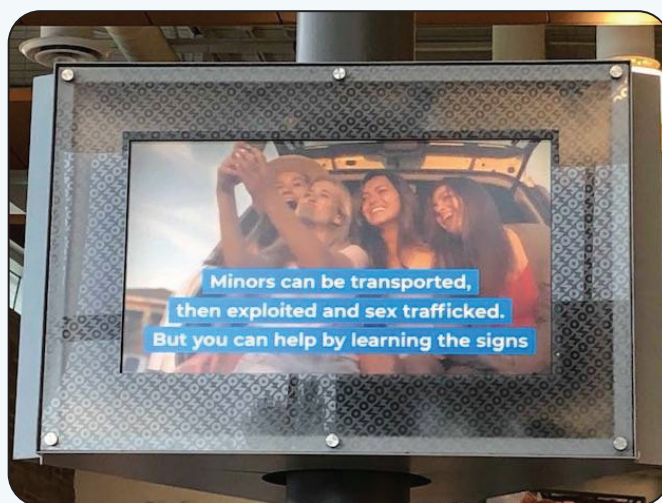 Minors can be transported,
then exploited and sex trafficked.
But you can help by learning the signs